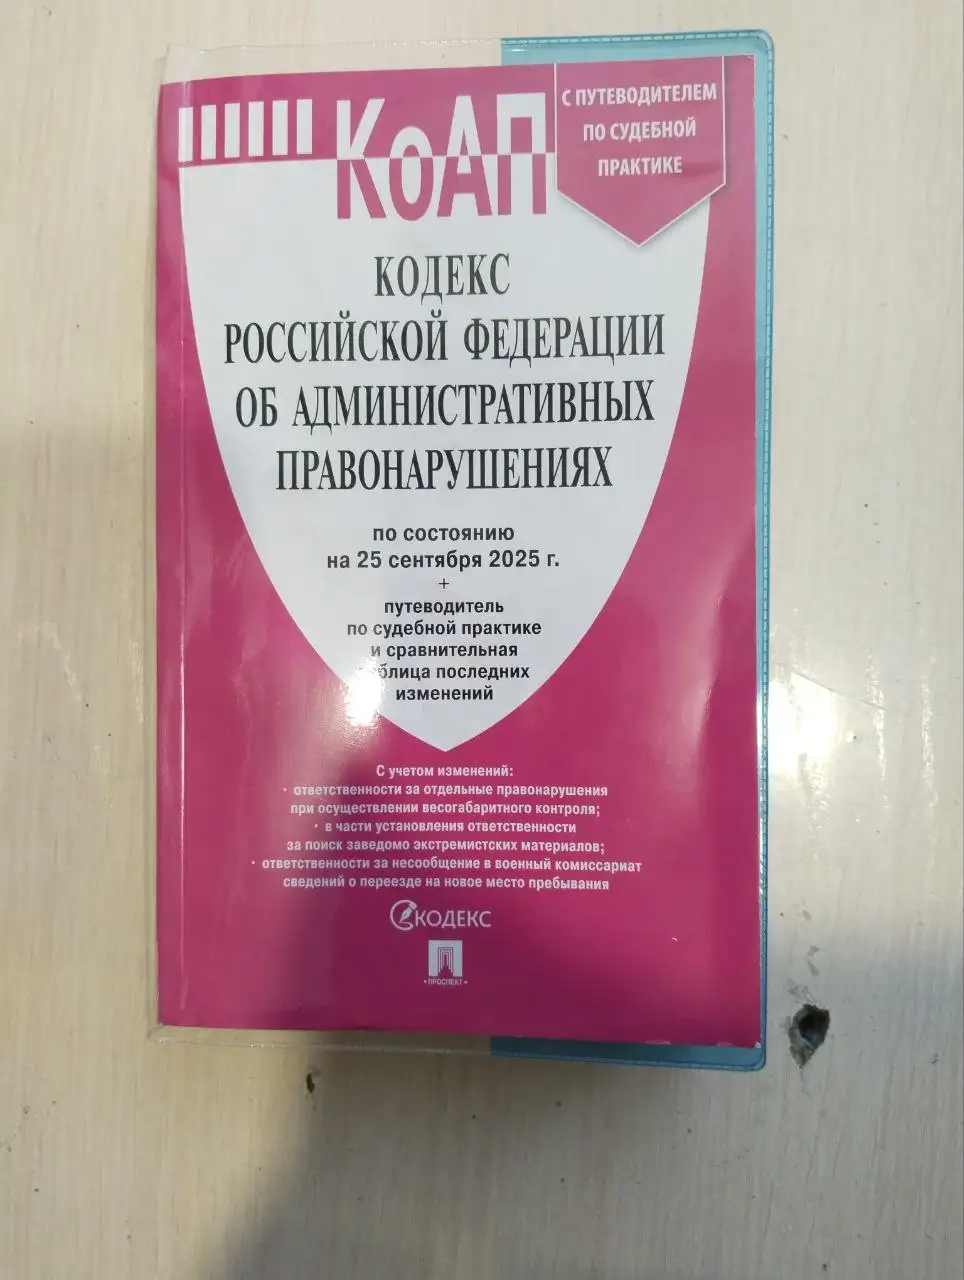 КоАП
С ПУТЕВОДИТЕЛЕМ
ПО СУДЕБНОЙ
ПРАКТИКЕ
КОДЕКС
РОССИЙСКОЙ ФЕДЕРАЦИИ
ОБ АДМИНИСТРАТИВНЫХ
ПРАВОНАРУШЕНИЯХ
по состоянию
на 25 сентября 2025 г.
+
путеводитель
по судебной практике
и сравнительная
таблица последних
изменений
С учетом изменений:
· ответственности за отдельные правонарушения
при осуществлении весогабаритного контроля;
· в части установления ответственности
за поиск заведомо экстремистских материалов;
· ответственности за несообщение в военный комиссариат
сведений о переезде на новое место пребывания
КОДЕКС
· ПРОСПЕКТ ·